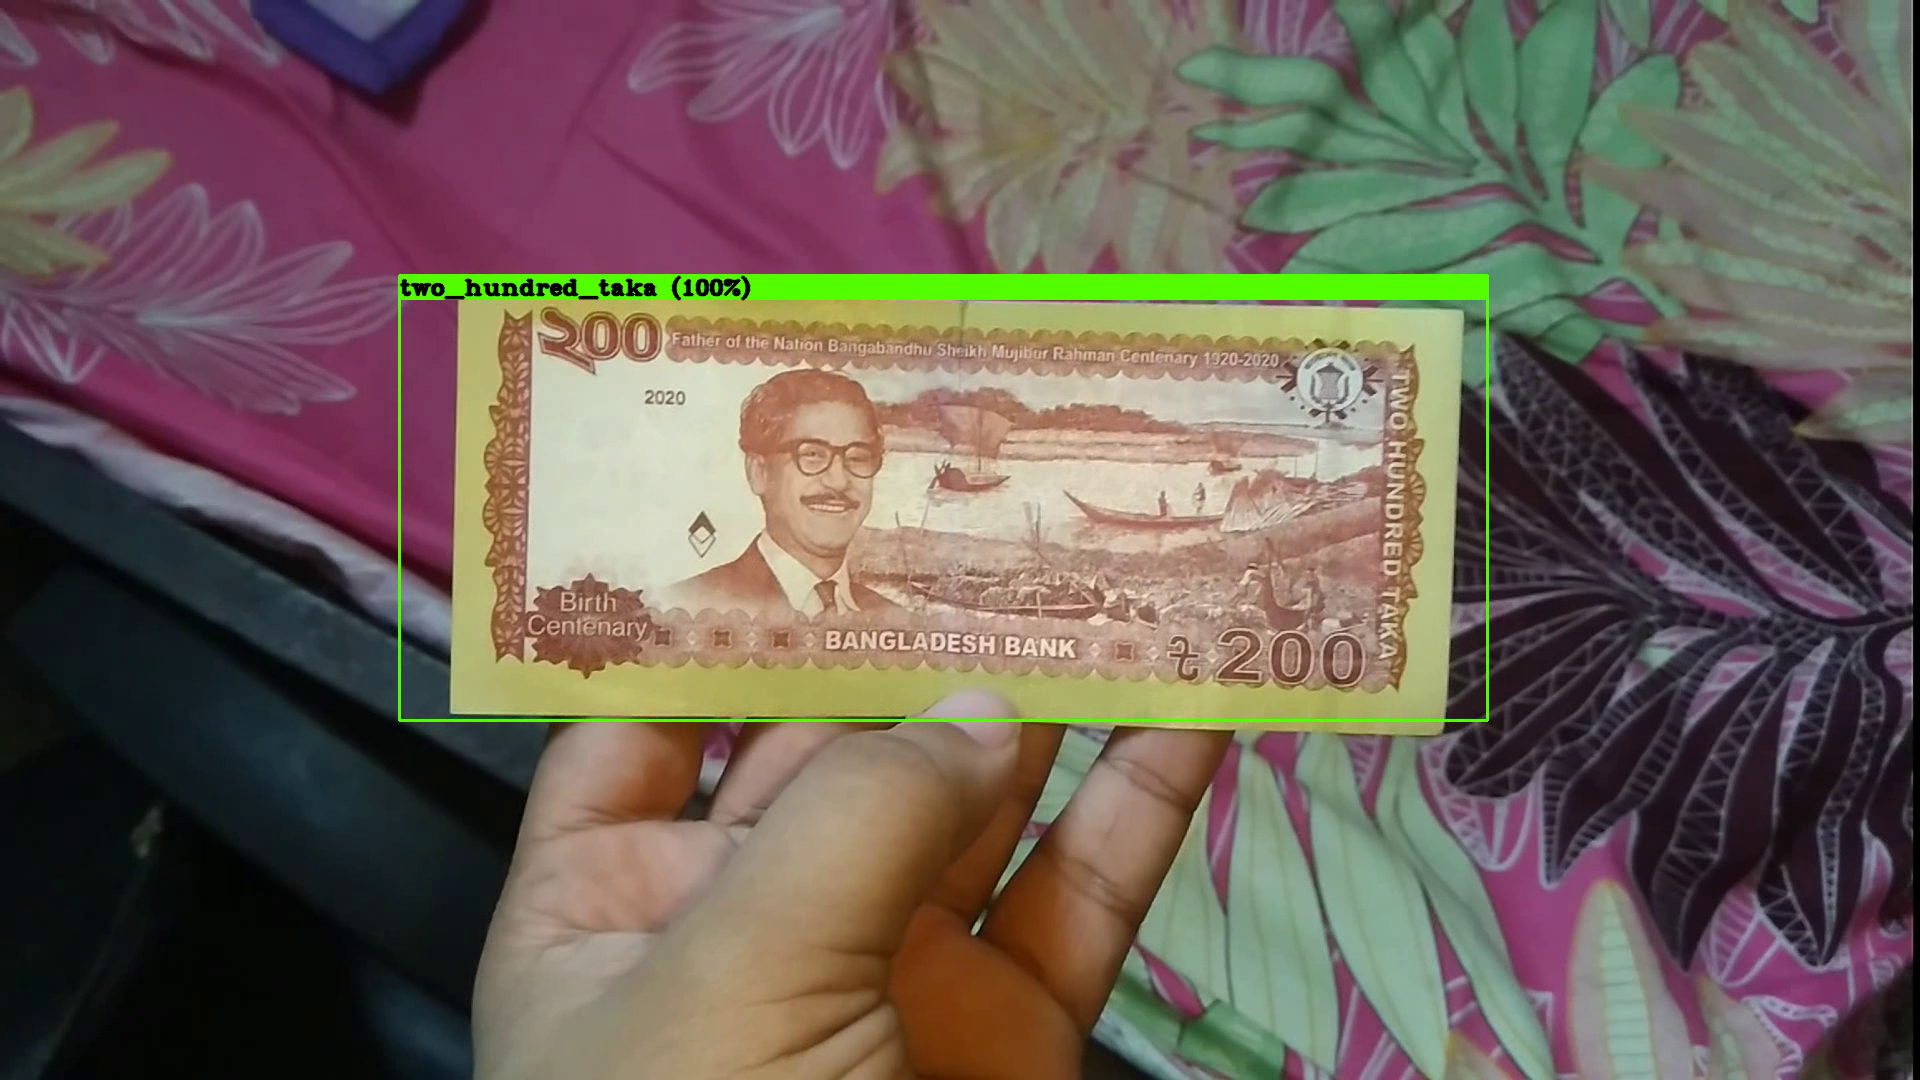 two_hundred_taka (100%)
২00
Father of the Nation Bangabandhu Sheikh Mujibur Rahman Centenary 1920-2020
2020
TWO HUNDRED TAKA
Birth
Centenary
BANGLADESH BANK
৳200